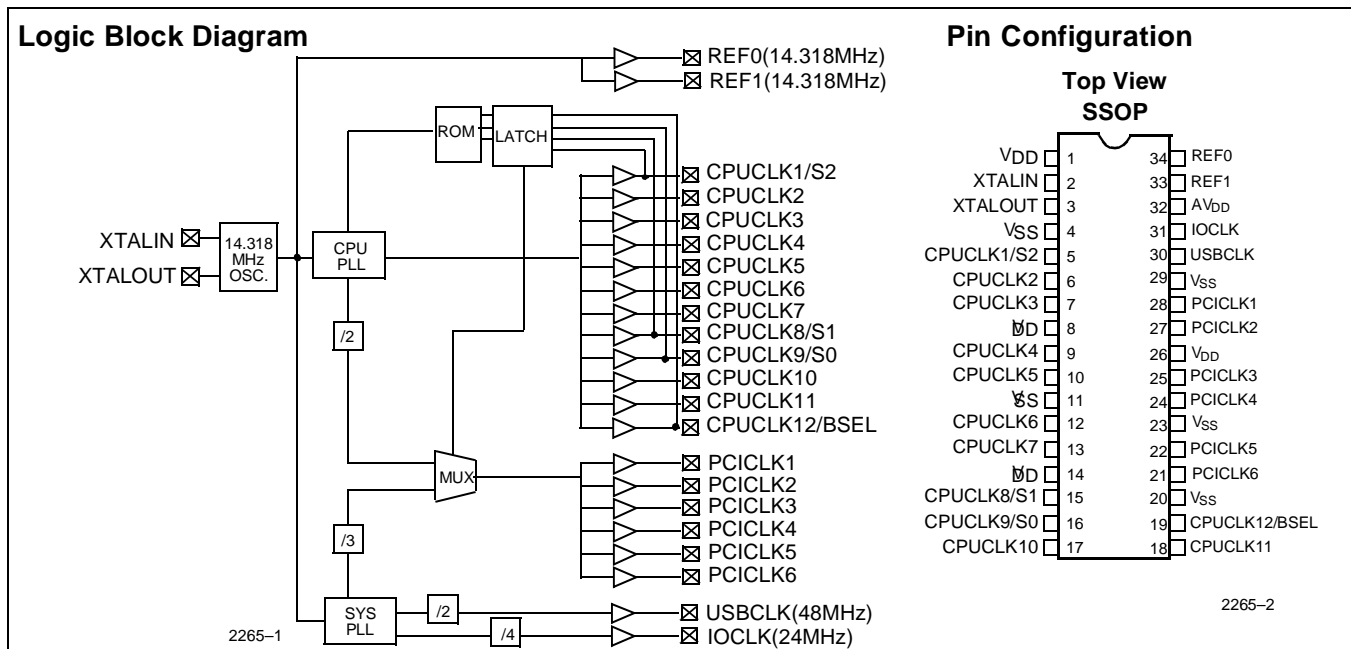 Logic Block Diagram
REF0(14.318MHz)
REF1(14.318MHz)
ROM
LATCH
CPUCLK1/S2
CPUCLK2
CPUCLK3
CPUCLK4
CPUCLK5
CPUCLK6
CPUCLK7
CPUCLK8/S1
CPUCLK9/S0
CPUCLK10
CPUCLK11
CPUCLK12/BSEL
XTALIN
XTALOUT
14.318
MHz
OSC.
CPU
PLL
/2
MUX
PCICLK1
PCICLK2
PCICLK3
PCICLK4
PCICLK5
PCICLK6
/3
SYS
PLL
/2
USBCLK(48MHz)
/4
IOCLK(24MHz)
2265–1
Pin Configuration
Top View
SSOP
VDD 1 34 REF0
XTALIN 2 33 REF1
XTALOUT 3 32 AVDD
VSS 4 31 IOCLK
CPUCLK1/S2 5 30 USBCLK
CPUCLK2 6 29 VSS
CPUCLK3 7 28 PCICLK1
VDD 8 27 PCICLK2
CPUCLK4 9 26 VDD
CPUCLK5 10 25 PCICLK3
VSS 11 24 PCICLK4
CPUCLK6 12 23 VSS
CPUCLK7 13 22 PCICLK5
VDD 14 21 PCICLK6
CPUCLK8/S1 15 20 VSS
CPUCLK9/S0 16 19 CPUCLK12/BSEL
CPUCLK10 17 18 CPUCLK11
2265–2